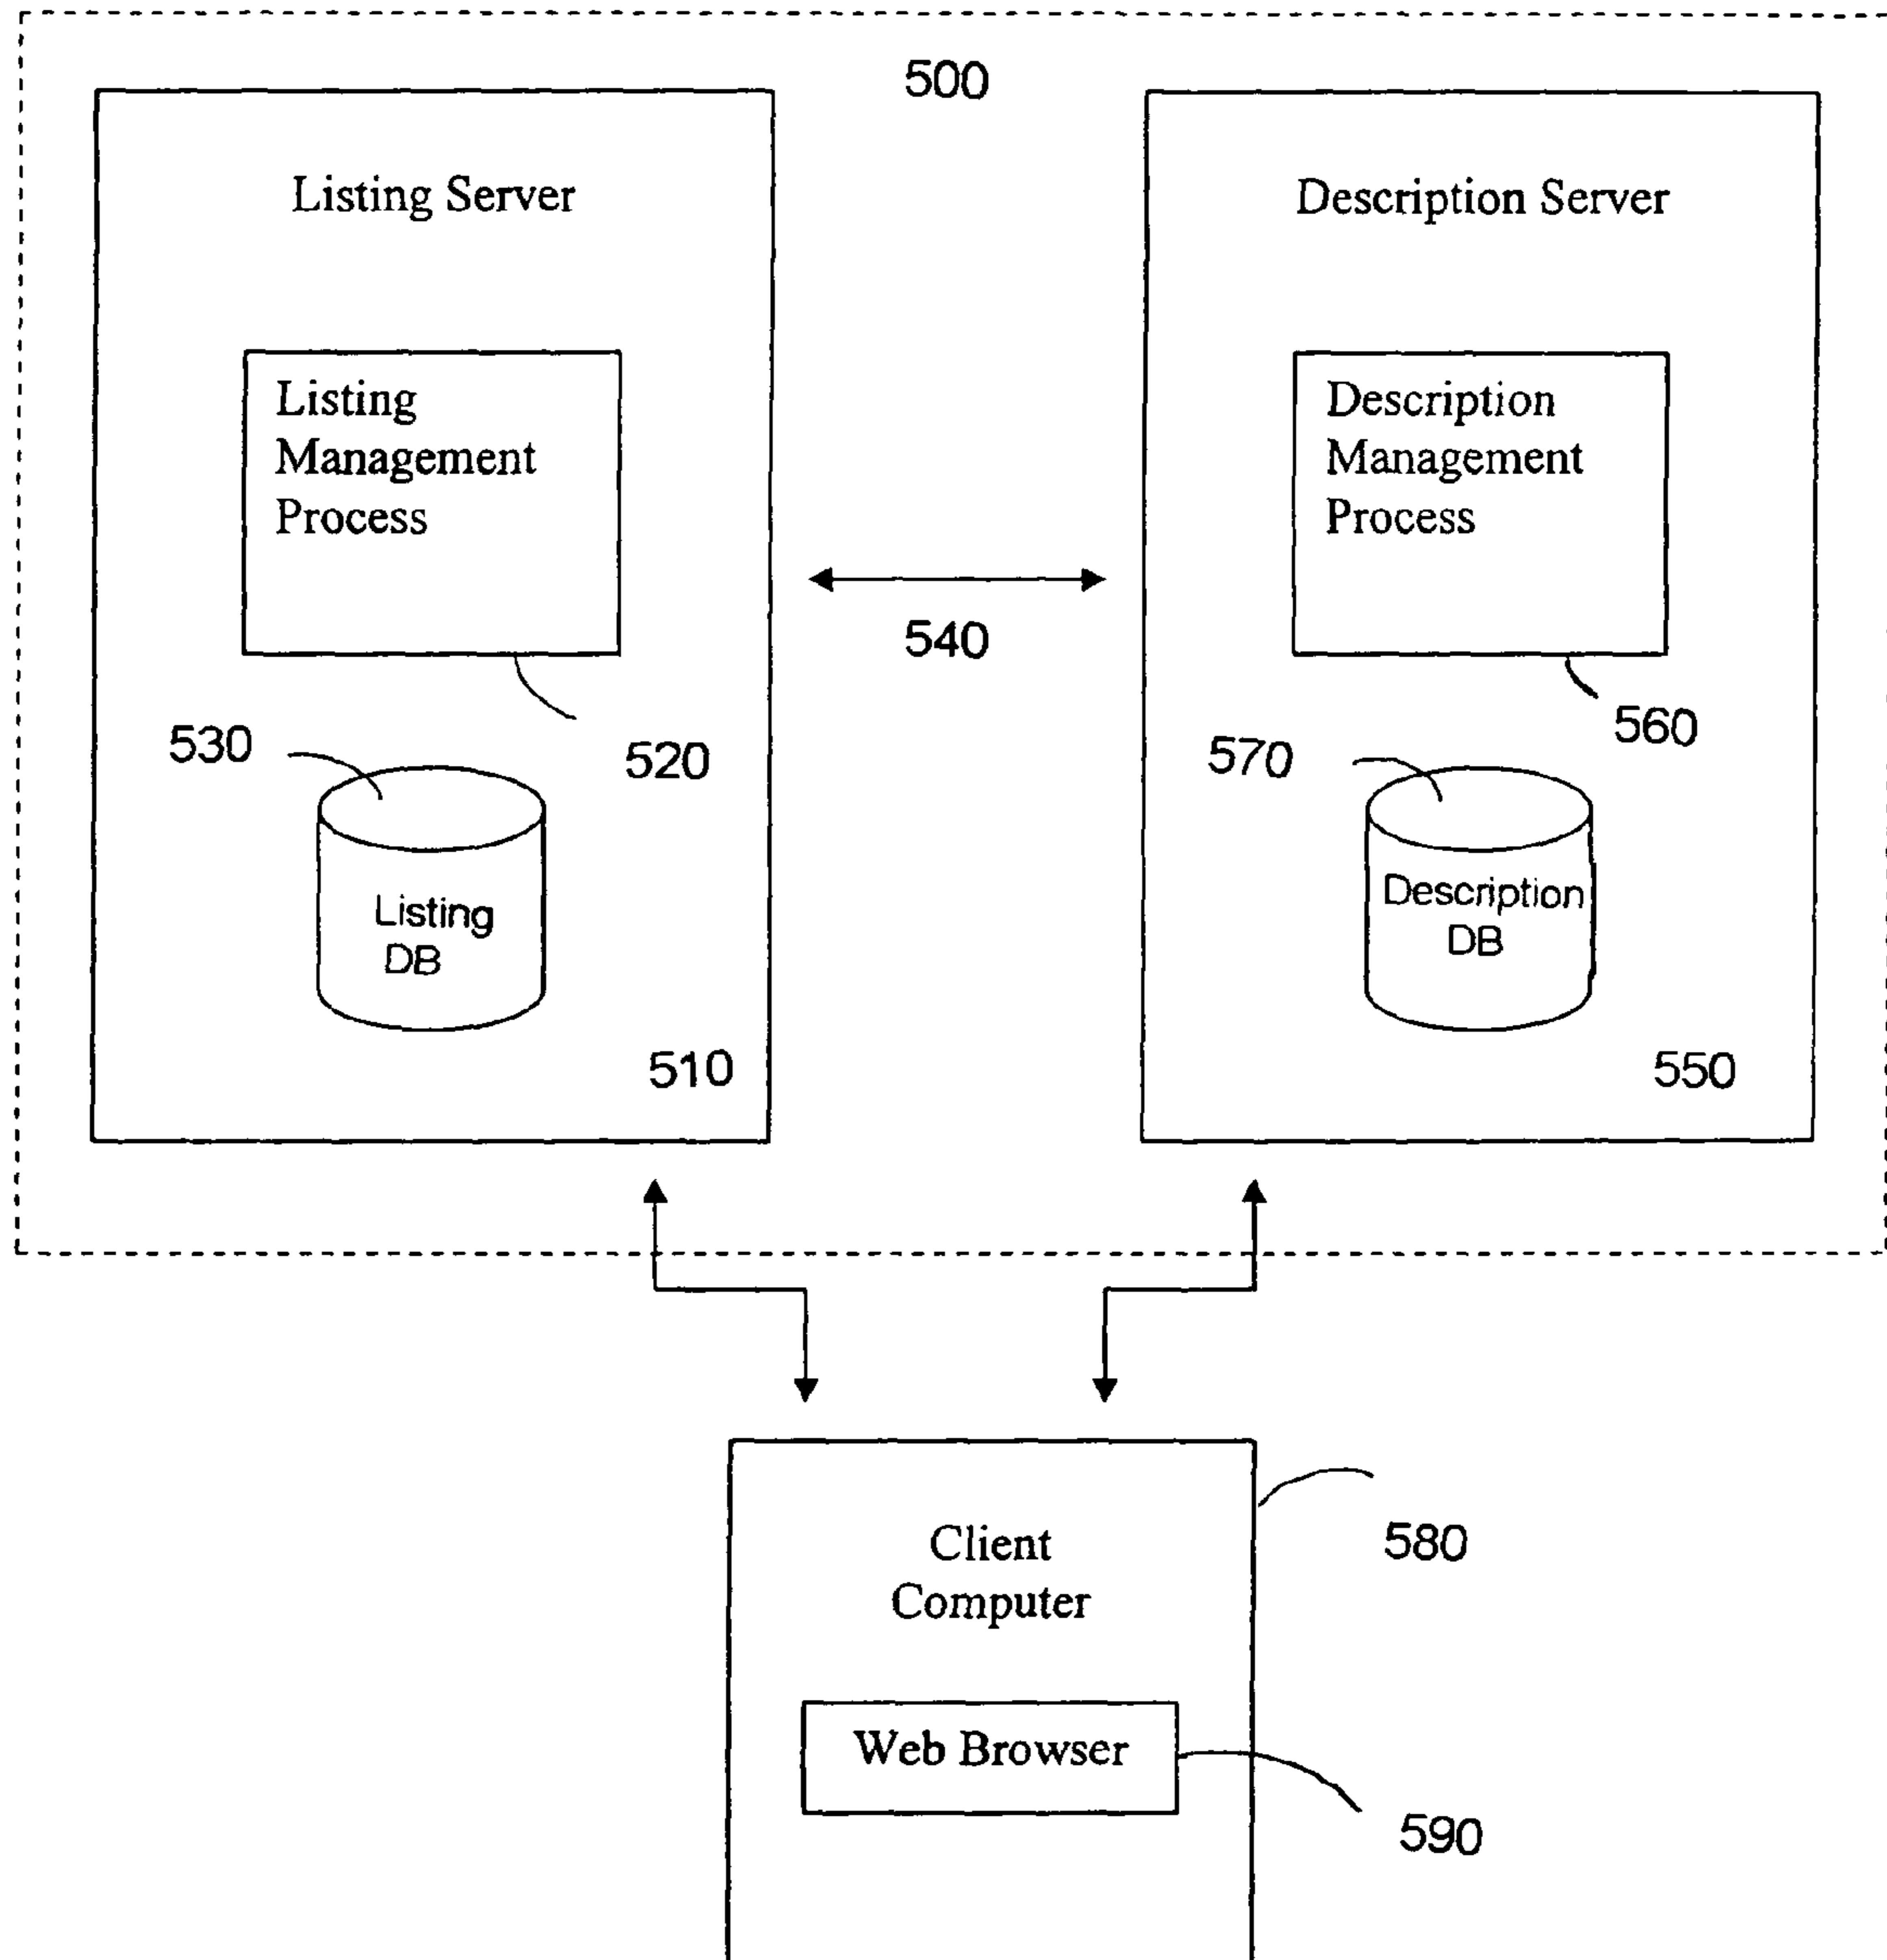 500
Listing Server
Listing
Management
Process
520
530
Listing
DB
510
540
Description Server
Description
Management
Process
560
570
Description
DB
550
Client
Computer
580
Web Browser
590